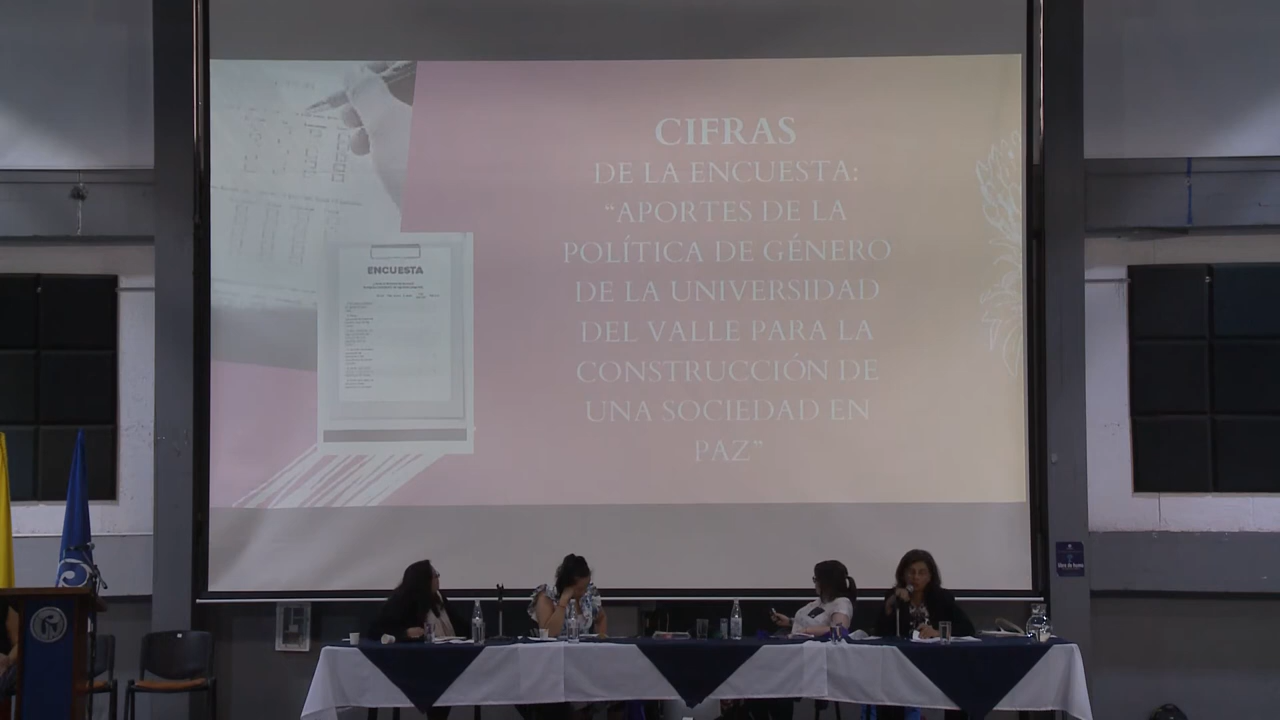 CIFRAS
DE LA ENCUESTA:
“APORTES DE LA
POLÍTICA DE GÉNERO
DE LA UNIVERSIDAD
DEL VALLE PARA LA
CONSTRUCCION DE
UNA SOCIEDAD EN
PAZ”
ENCUESTA